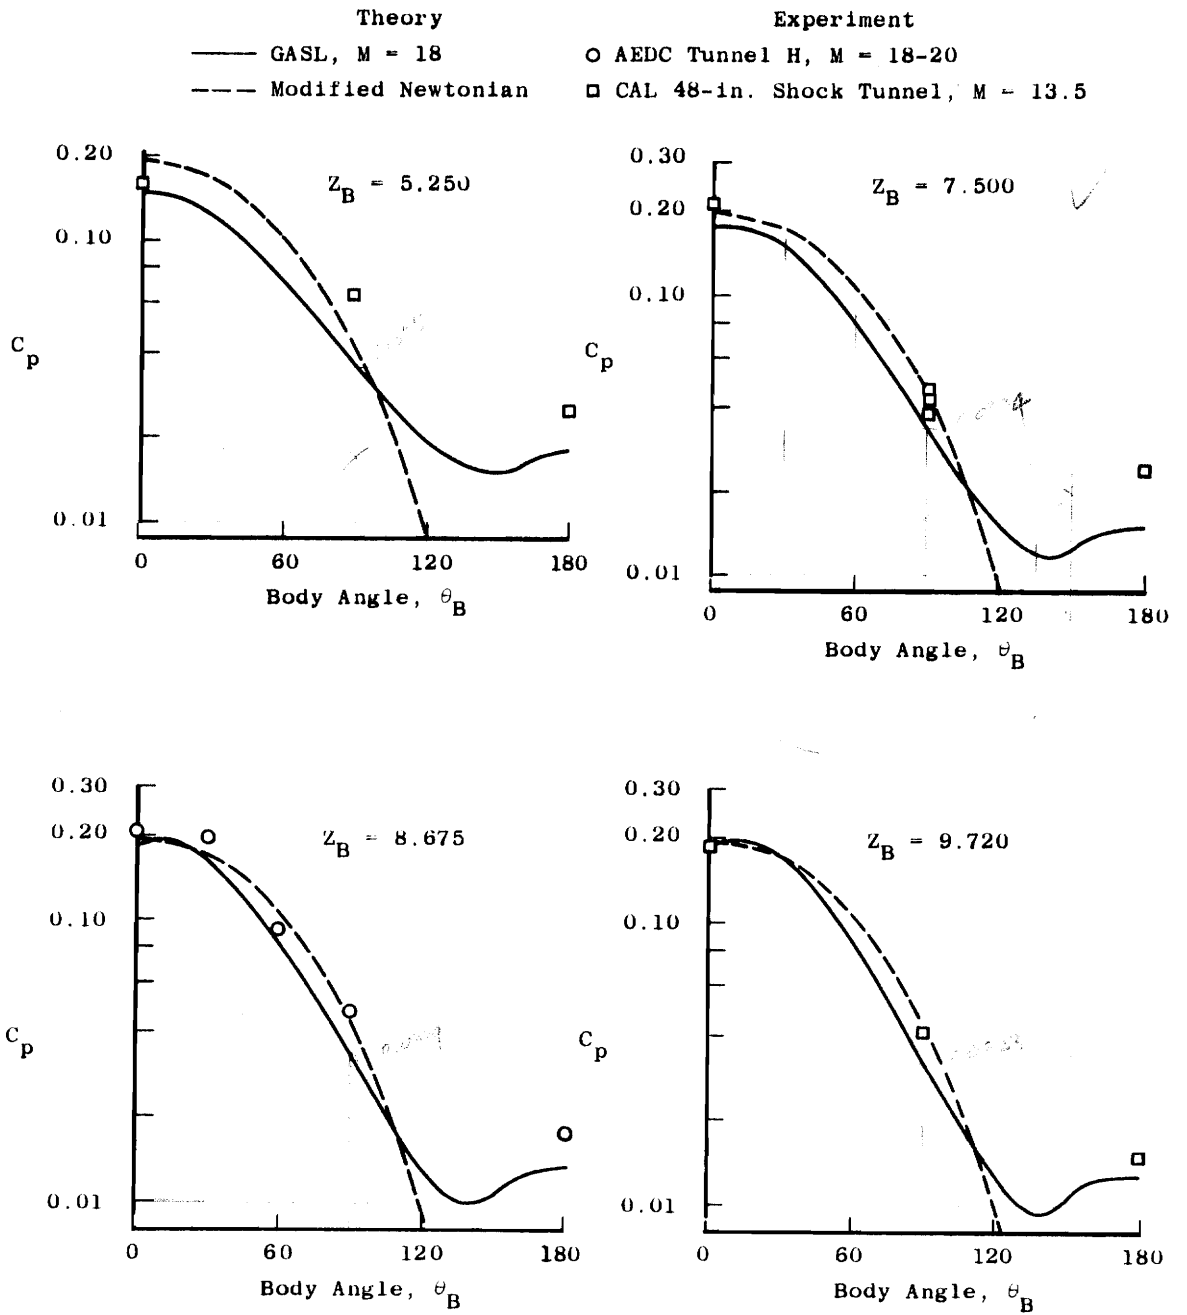 Theory
GASL, M = 18
Modified Newtonian
Experiment
AEDC Tunnel H, M = 18-20
CAL 48-in. Shock Tunnel, M = 13.5
0.20
0.10
0.01
C_p
Z_B = 5.250
0 60 120 180
Body Angle, θ_B
0.30
0.20
0.10
0.01
C_p
Z_B = 7.500
0 60 120 180
Body Angle, θ_B
0.30
0.20
0.10
0.01
C_p
Z_B = 8.675
0 60 120 180
Body Angle, θ_B
0.30
0.20
0.10
0.01
C_p
Z_B = 9.720
0 60 120 180
Body Angle, θ_B